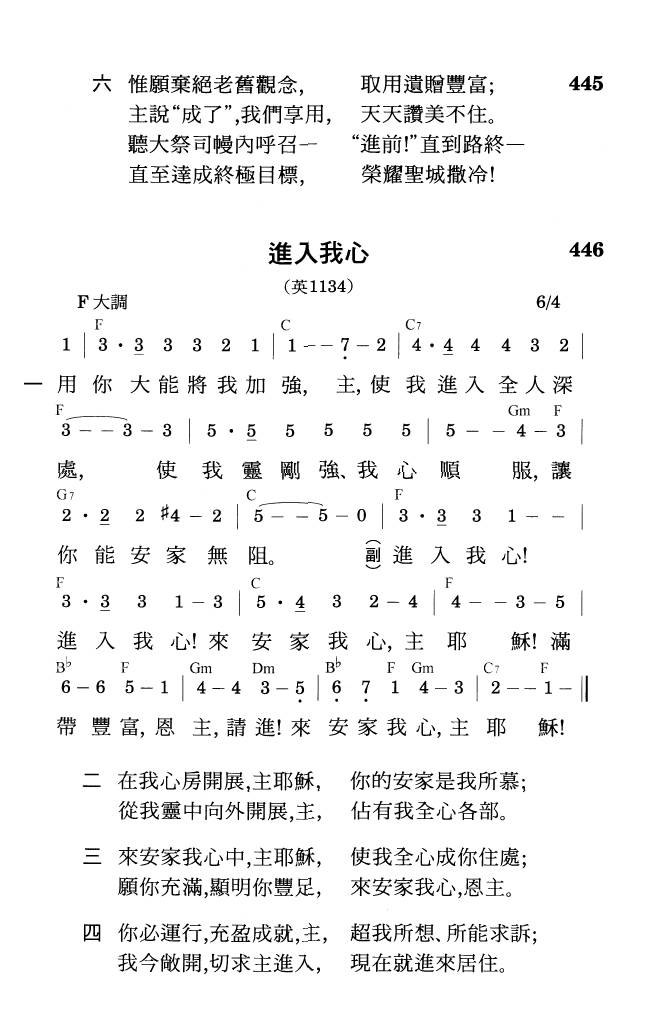 六 惟願棄絕老舊觀念, 取用遺贈豐富; 445
主說“成了”,我們享用, 天天讚美不住。
聽大祭司幔內呼召一 “進前!”直到路終—
直至達成終極目標, 榮耀聖城撒冷!
進入我心 446
(英1134)
F 大調 6/4
F C C7
1 | 3 · 3 3 3 2 1 | 1 - - 7 - 2 | 4 · 4 4 4 3 2 |
一 用你大能將我加強, 主,使我進入全人深
F Gm F
3 - - 3 - 3 | 5 · 5 5 5 5 5 | 5 - - 4 - 3 |
處, 使我靈剛強、我心順服,讓
G7 C F
2 · 2 2 #4 - 2 | 5 - - 5 - 0 | 3 · 3 3 1 - - |
你能安家無阻。 (副) 進入我心!
F C F
3 · 3 3 1 - 3 | 5 · 4 3 2 - 4 | 4 - - 3 - 5 |
進入我心!來安家我心,主耶穌!滿
B♭ F Gm Dm B♭ F Gm C7 F
6 - 6 5 - 1 | 4 - 4 3 - 5 | 6 7 1 4 - 3 | 2 - - 1 - ||
帶豐富,恩主,請進!來安家我心,主耶穌!
二 在我心房開展,主耶穌, 你的安家是我所慕;
從我靈中向外開展,主, 佔有我全心各部。
三 來安家我心中,主耶穌, 使我全心成你住處;
願你充滿,顯明你豐足, 來安家我心,恩主。
四 你必運行,充盈成就,主, 超我所想、所能求訴;
我今敞開,切求主進入, 現在就進來居住。